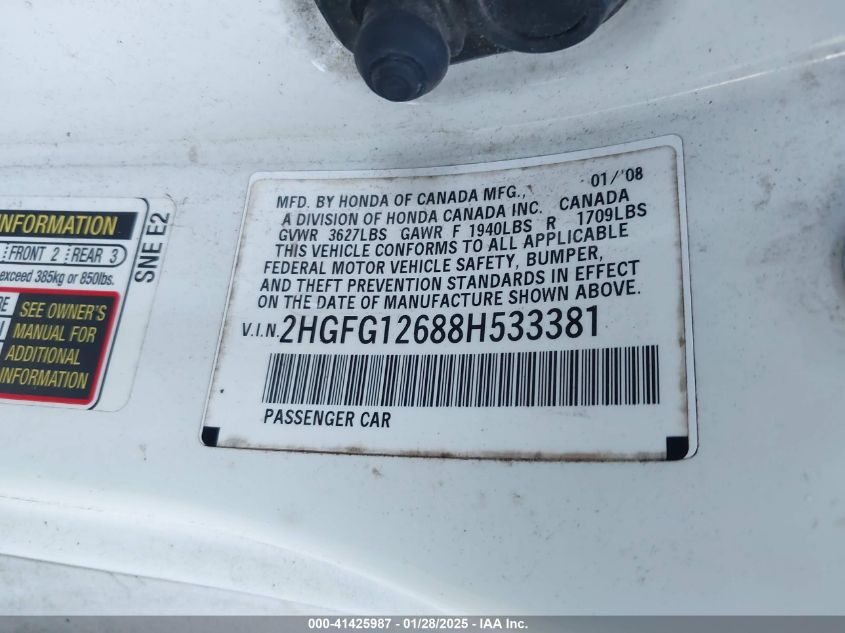 MFD. BY HONDA OF CANADA MFG., 01/'08
A DIVISION OF HONDA CANADA INC. CANADA
GVWR 3627LBS GAWR F 1940LBS R 1709LBS
THIS VEHICLE CONFORMS TO ALL APPLICABLE
FEDERAL MOTOR VEHICLE SAFETY, BUMPER,
AND THEFT PREVENTION STANDARDS IN EFFECT
ON THE DATE OF MANUFACTURE SHOWN ABOVE.
V.I.N. 2HGFG12688H533381
PASSENGER CAR
INFORMATION
FRONT 2 REAR 3
exceed 385kg or 850lbs.
SEE OWNER'S
MANUAL FOR
ADDITIONAL
INFORMATION
SNE E2
000-41425987 - 01/28/2025 - IAA Inc.